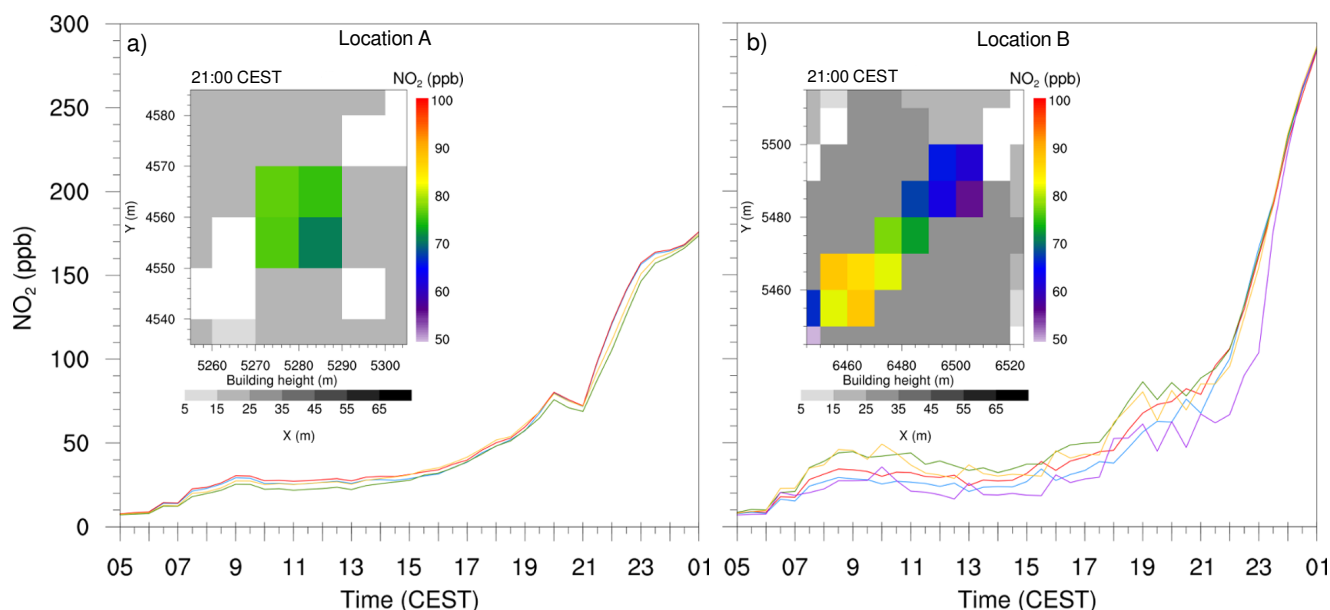 a)
Location A
21:00 CEST
NO₂ (ppb)
100
90
80
70
60
50
4580
4570
4560
4550
4540
Y (m)
5260 5270 5280 5290 5300
Building height (m)
5 15 25 35 45 55 65
X (m)
300
250
200
150
100
50
0
NO₂ (ppb)
05 07 9 11 13 15 17 19 21 23 01
Time (CEST)
b)
Location B
21:00 CEST
NO₂ (ppb)
100
90
80
70
60
50
5500
5480
5460
Y (m)
6460 6480 6500 6520
Building height (m)
5 15 25 35 45 55 65
X (m)
05 07 9 11 13 15 17 19 21 23 01
Time (CEST)